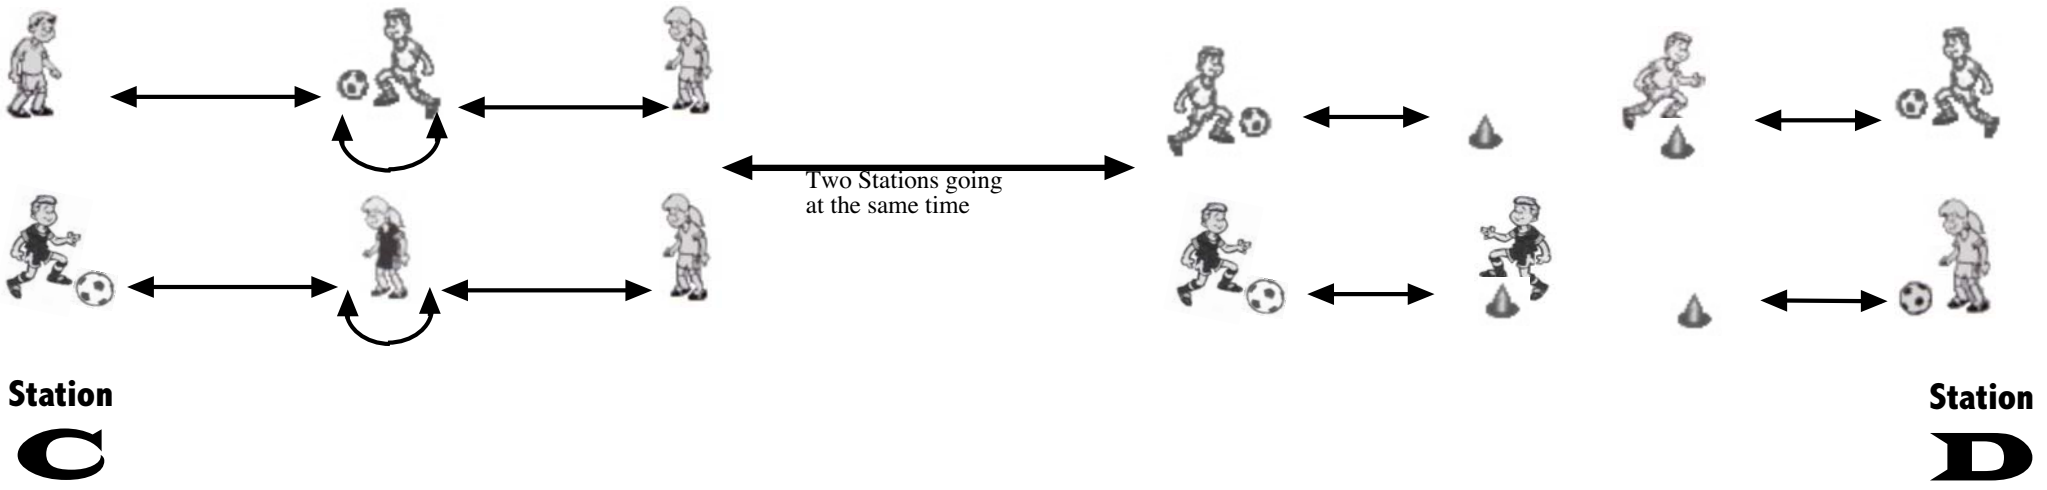 Two Stations going
at the same time
Station
C
Station
D